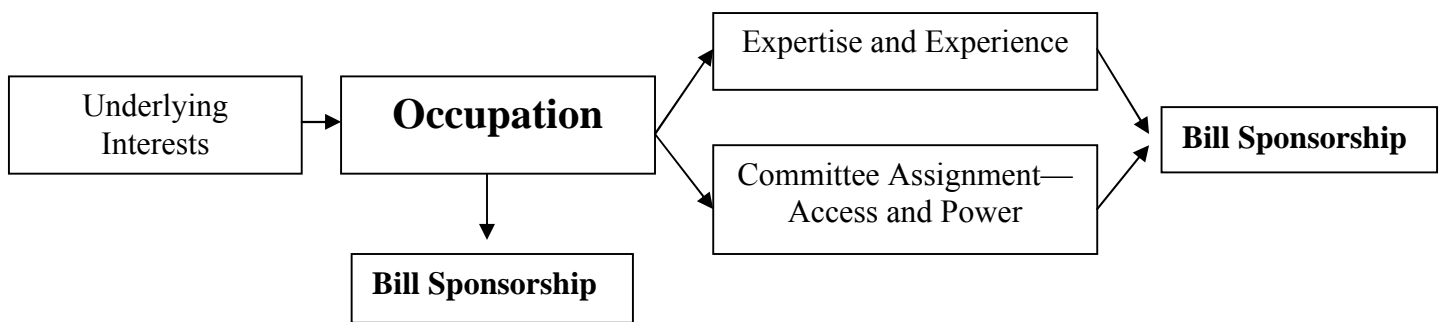 Underlying
Interests
Occupation
Expertise and Experience
Committee Assignment—
Access and Power
Bill Sponsorship
Bill Sponsorship